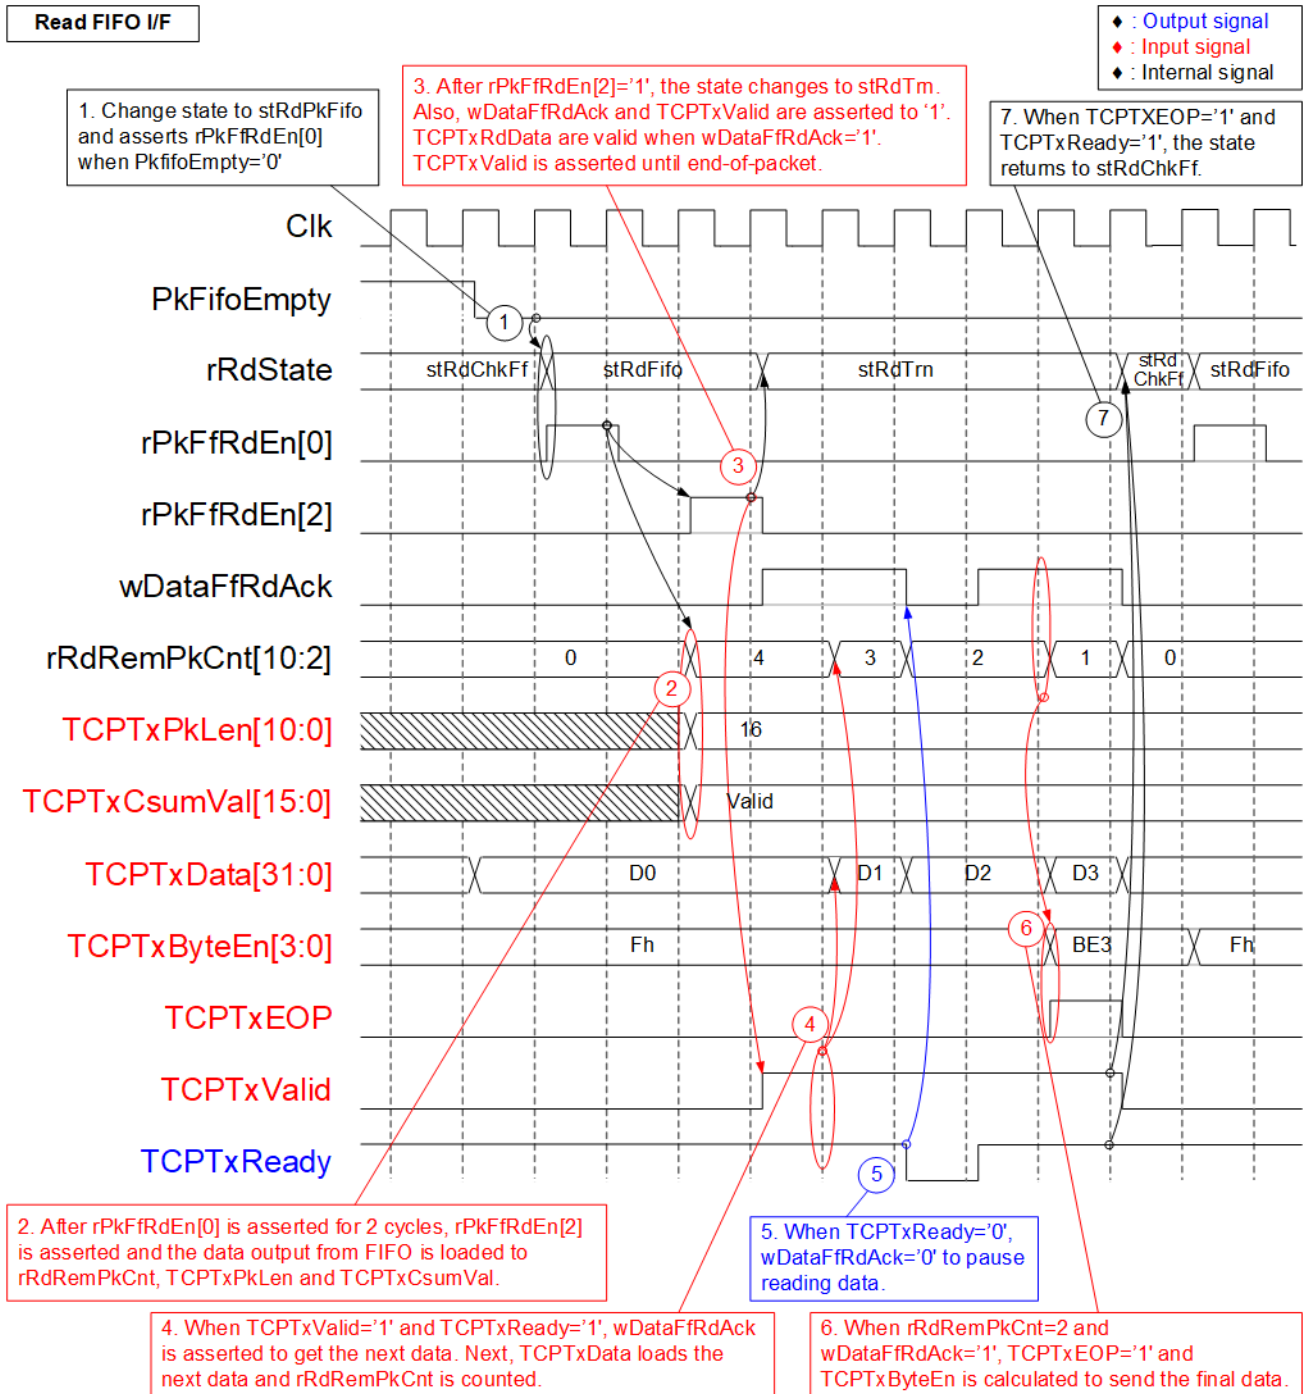 Read FIFO I/F
♦ : Output signal
♦ : Input signal
♦ : Internal signal
1. Change state to stRdPkFifo
and asserts rPkFfRdEn[0]
when PkfifoEmpty='0'
3. After rPkFfRdEn[2]='1', the state changes to stRdTrn.
Also, wDataFfRdAck and TCPTxValid are asserted to '1'.
TCPTxRdData are valid when wDataFfRdAck='1'.
TCPTxValid is asserted until end-of-packet.
7. When TCPTXEOP='1' and
TCPTxReady='1', the state
returns to stRdChkFf.
Clk
PkFifoEmpty
1
rRdState
stRdChkFf
stRdFifo
stRdTrn
stRd
ChkFf
stRdFifo
7
rPkFfRdEn[0]
3
rPkFfRdEn[2]
wDataFfRdAck
rRdRemPkCnt[10:2]
0
4
3
2
1
0
2
TCPTxPkLen[10:0]
16
TCPTxCsumVal[15:0]
Valid
TCPTxData[31:0]
D0
D1
D2
D3
6
TCPTxByteEn[3:0]
Fh
BE3
Fh
TCPTxEOP
4
TCPTxValid
TCPTxReady
5
2. After rPkFfRdEn[0] is asserted for 2 cycles, rPkFfRdEn[2]
is asserted and the data output from FIFO is loaded to
rRdRemPkCnt, TCPTxPkLen and TCPTxCsumVal.
5. When TCPTxReady='0',
wDataFfRdAck='0' to pause
reading data.
4. When TCPTxValid='1' and TCPTxReady='1', wDataFfRdAck
is asserted to get the next data. Next, TCPTxData loads the
next data and rRdRemPkCnt is counted.
6. When rRdRemPkCnt=2 and
wDataFfRdAck='1', TCPTxEOP='1' and
TCPTxByteEn is calculated to send the final data.